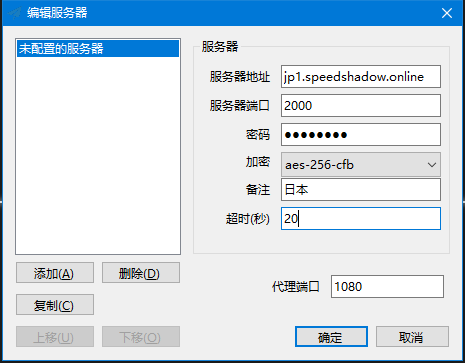 编辑服务器
未配置的服务器
服务器
服务器地址 jp1.speedshadow.online
服务器端口 2000
密码 ●●●●●●●●
加密 aes-256-cfb
备注 日本
超时(秒) 20
添加(A) 删除(D)
复制(C)
代理端口 1080
上移(U) 下移(O)
确定 取消